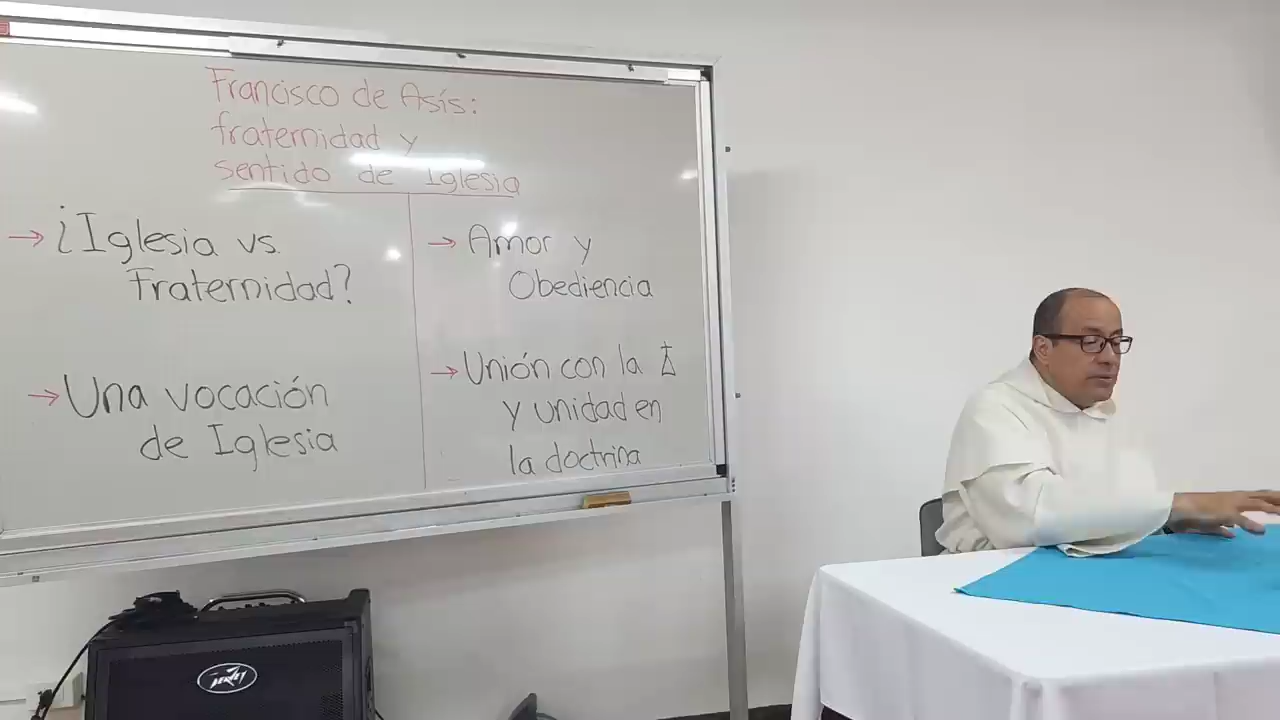 Francisco de Asís:
fraternidad y
sentido de Iglesia
→ ¿Iglesia vs.
Fraternidad?
→ Una vocación
de Iglesia
→ Amor y
Obediencia
→ Unión con la
y unidad en
la doctrina
PEAVEY